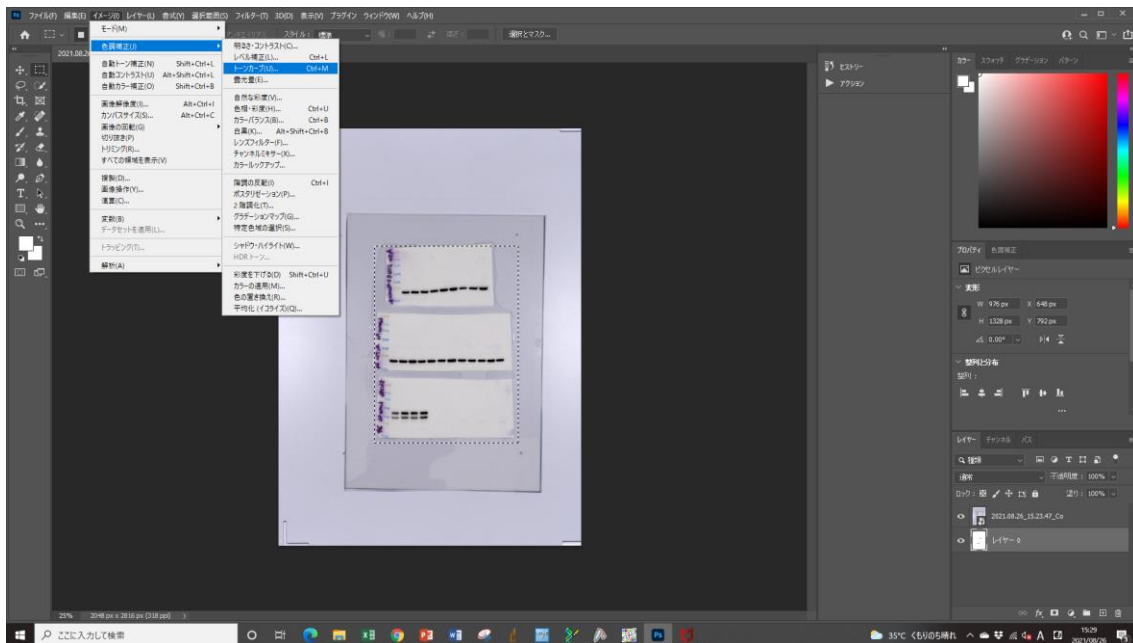 ファイル(F) 編集(E) イメージ(I) レイヤー(L) 書式(Y) 選択範囲(S) フィルター(T) 3D(D) 表示(V) プラグイン ウィンドウ(W) ヘルプ(H)
スタイル： 標準
選択とマスク...
モード(M)
色調補正(J)
自動トーン補正(N) Shift+Ctrl+L
自動コントラスト(U) Alt+Shift+Ctrl+L
自動カラー補正(O) Shift+Ctrl+B
画像解像度(I)... Alt+Ctrl+I
カンバスサイズ(S)... Alt+Ctrl+C
画像の回転(G)
切り抜き(P)
トリミング(R)...
すべての領域を表示(V)
複製(D)...
画像操作(Y)...
演算(C)...
変数(B)
データセットを適用(L)...
トラッピング(T)...
解析(A)
明るさ・コントラスト(C)...
レベル補正(L)... Ctrl+L
トーンカーブ(U)... Ctrl+M
露光量(E)...
自然な彩度(V)...
色相・彩度(H)... Ctrl+U
カラーバランス(B)... Ctrl+B
白黒(K)... Alt+Shift+Ctrl+B
レンズフィルター(F)...
チャンネルミキサー(X)...
カラールックアップ...
階調の反転(I) Ctrl+I
ポスタリゼーション(P)...
2 階調化(T)...
グラデーションマップ(G)...
特定色域の選択(S)...
シャドウ・ハイライト(W)...
HDR トーン...
彩度を下げる(D) Shift+Ctrl+U
カラーの適用(M)...
色の置き換え(R)...
平均化 (イコライズ)(Q)...
ヒストリー
アクション
カラー スウォッチ グラデーション パターン
プロパティ 色調補正
ピクセルレイヤー
変形
W 976 px X 648 px
H 1328 px Y 792 px
0.00°
整列と分布
整列：
レイヤー チャンネル パス
種類
通常 不透明度： 100%
ロック： 塗り： 100%
2021.08.26_15.23.47_Co
レイヤー 0
25% 2048 px x 2816 px (318 ppi)
ここに入力して検索
35°C くもりのち晴れ
15:29
2021/08/26